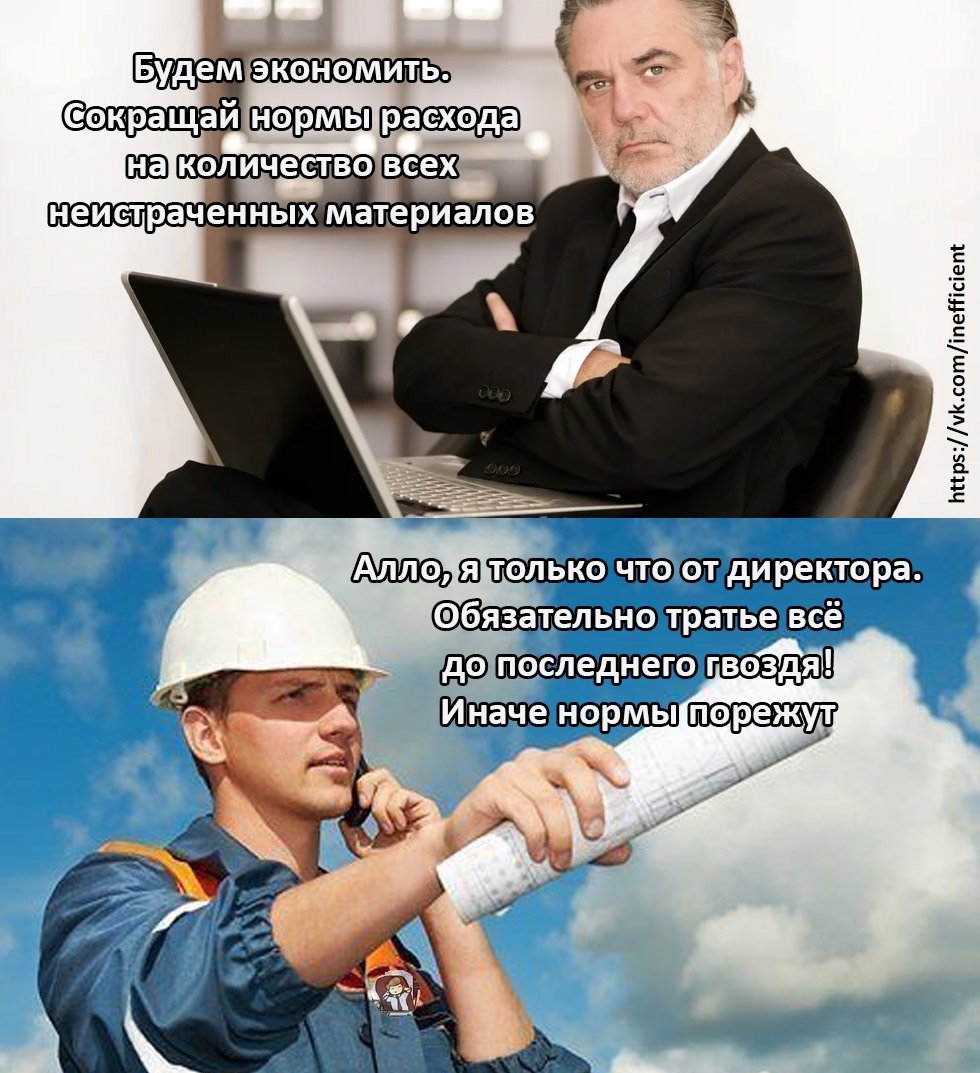 Будем экономить.
Сокращай нормы расхода
на количество всех
неистраченных материалов
https://vk.com/inefficient
Алло, я только что от директора.
Обязательно тратье всё
до последнего гвоздя!
Иначе нормы порежут